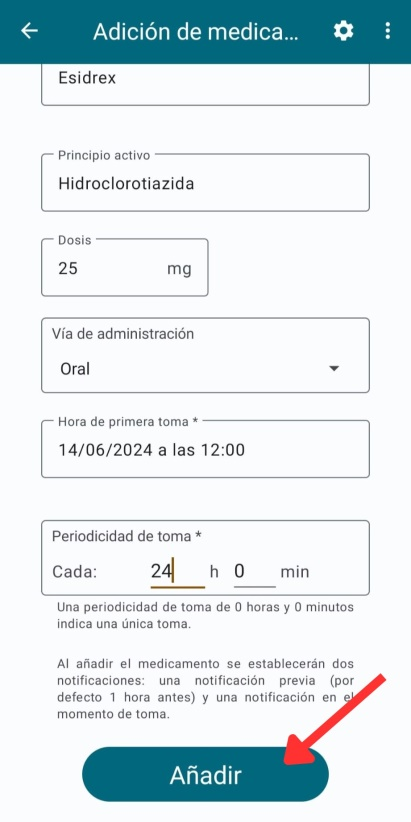 Adición de medica...
Esidrex
Principio activo
Hidroclorotiazida
Dosis
25 mg
Vía de administración
Oral
Hora de primera toma *
14/06/2024 a las 12:00
Periodicidad de toma *
Cada: 24 h 0 min
Una periodicidad de toma de 0 horas y 0 minutos
indica una única toma.
Al añadir el medicamento se establecerán dos
notificaciones: una notificación previa (por
defecto 1 hora antes) y una notificación en el
momento de toma.
Añadir